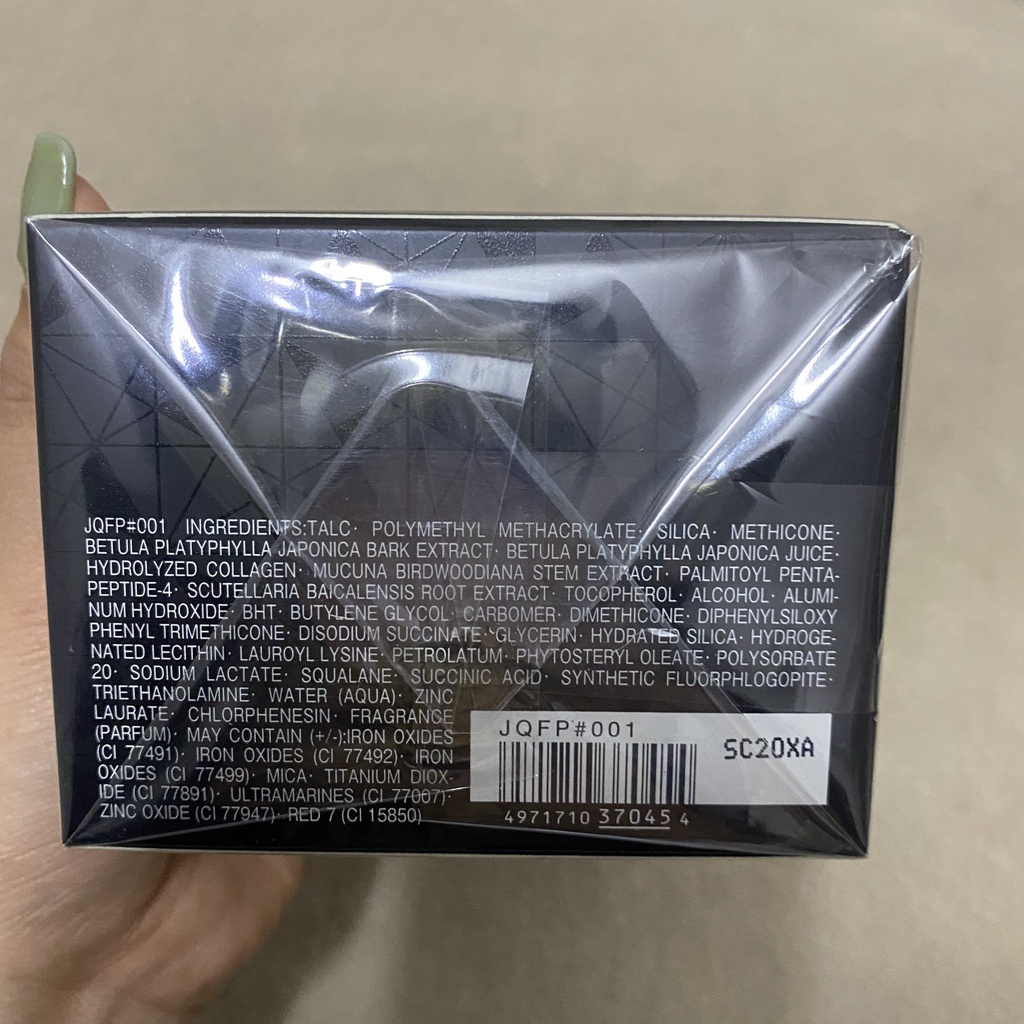 JQFP#001 INGREDIENTS:TALC· POLYMETHYL METHACRYLATE· SILICA· METHICONE·
BETULA PLATYPHYLLA JAPONICA BARK EXTRACT· BETULA PLATYPHYLLA JAPONICA JUICE·
HYDROLYZED COLLAGEN· MUCUNA BIRDWOODIANA STEM EXTRACT· PALMITOYL PENTA-
PEPTIDE-4· SCUTELLARIA BAICALENSIS ROOT EXTRACT· TOCOPHEROL· ALCOHOL· ALUMI-
NUM HYDROXIDE· BHT· BUTYLENE GLYCOL· CARBOMER· DIMETHICONE· DIPHENYLSILOXY
PHENYL TRIMETHICONE· DISODIUM SUCCINATE· GLYCERIN· HYDRATED SILICA· HYDROGE-
NATED LECITHIN· LAUROYL LYSINE· PETROLATUM· PHYTOSTERYL OLEATE· POLYSORBATE
20· SODIUM LACTATE· SQUALANE· SUCCINIC ACID· SYNTHETIC FLUORPHLOGOPITE·
TRIETHANOLAMINE· WATER (AQUA)· ZINC
LAURATE· CHLORPHENESIN· FRAGRANCE
(PARFUM)· MAY CONTAIN (+/-):IRON OXIDES
(CI 77491)· IRON OXIDES (CI 77492)· IRON
OXIDES (CI 77499)· MICA· TITANIUM DIOX-
IDE (CI 77891)· ULTRAMARINES (CI 77007)·
ZINC OXIDE (CI 77947)· RED 7 (CI 15850)
JQFP#001
SC20XA
4971710 37045 4